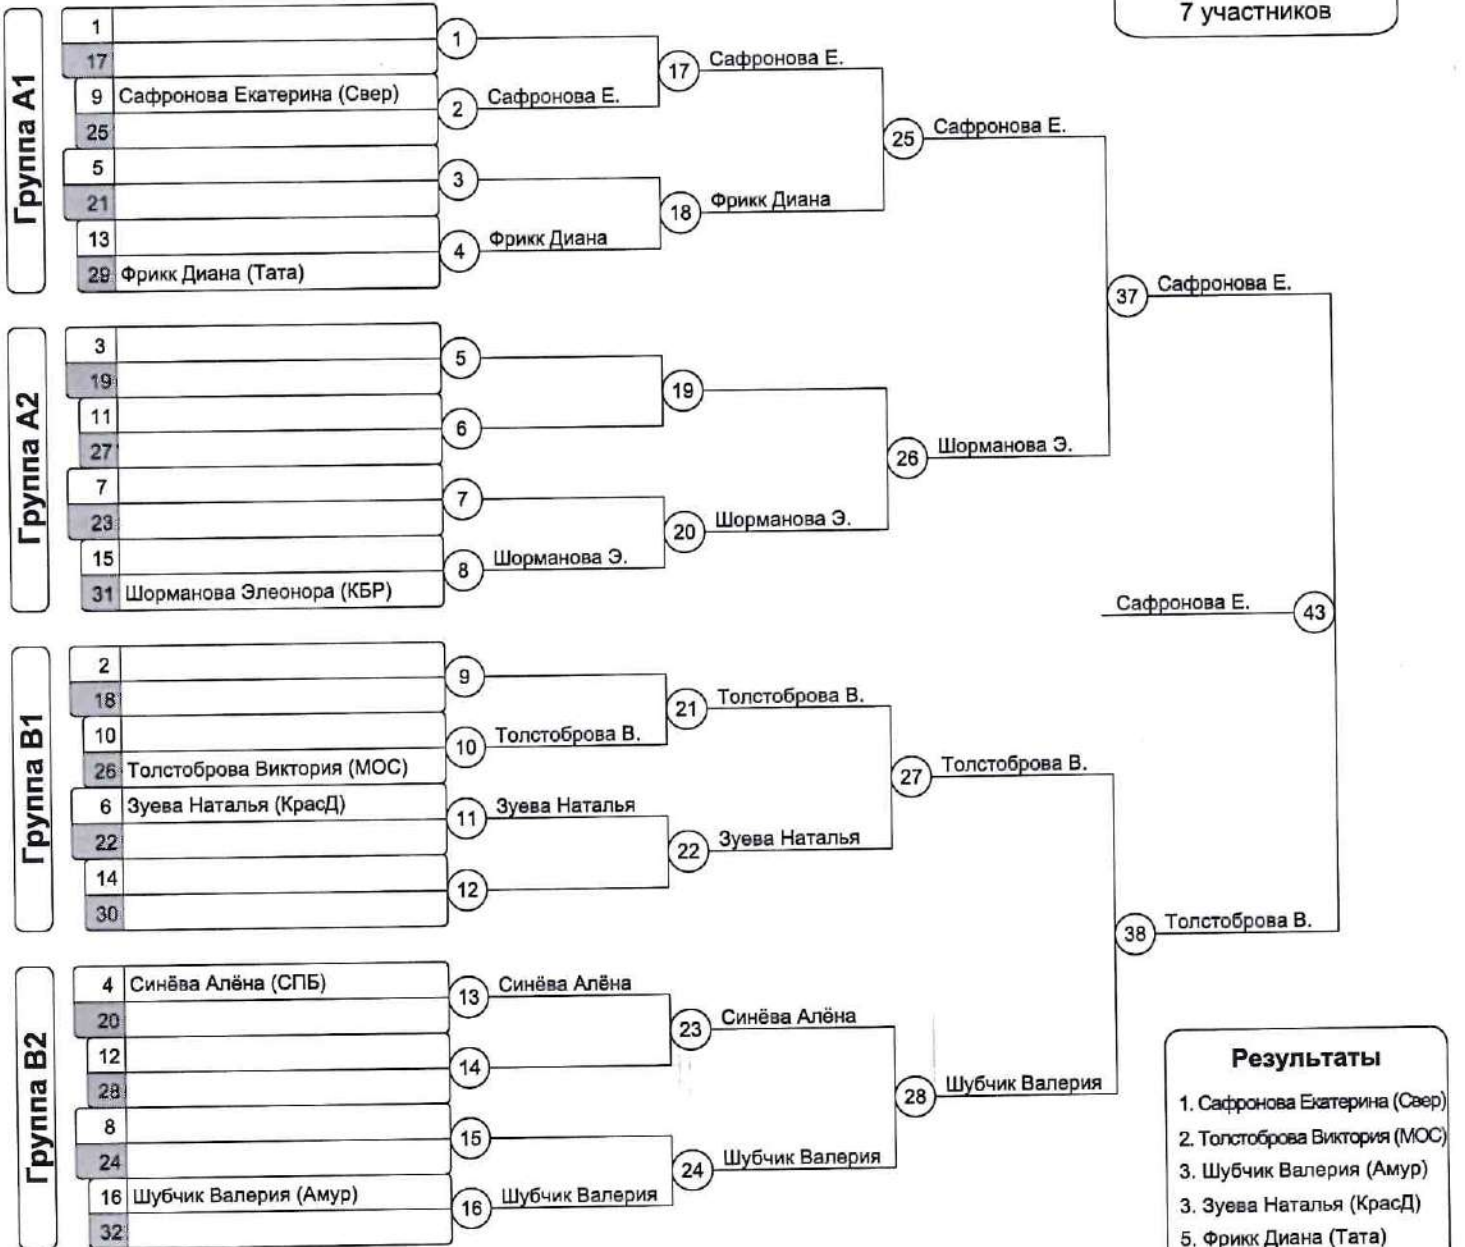 7 участников
Группа А1
1
17
9 Сафронова Екатерина (Свер)
25
5
21
13
29 Фрикк Диана (Тата)
1
2 Сафронова Е.
3
4 Фрикк Диана
17 Сафронова Е.
18 Фрикк Диана
25 Сафронова Е.
Группа А2
3
19
11
27
7
23
15
31 Шорманова Элеонора (КБР)
5
6
7
8 Шорманова Э.
19
20 Шорманова Э.
26 Шорманова Э.
37 Сафронова Е.
Сафронова Е. 43
Группа В1
2
18
10
26 Толстоброва Виктория (МОС)
6 Зуева Наталья (КрасД)
22
14
30
9
10 Толстоброва В.
11 Зуева Наталья
12
21 Толстоброва В.
22 Зуева Наталья
27 Толстоброва В.
Группа В2
4 Синёва Алёна (СПБ)
20
12
28
8
24
16 Шубчик Валерия (Амур)
32
13 Синёва Алёна
14
15
16 Шубчик Валерия
23 Синёва Алёна
24 Шубчик Валерия
28 Шубчик Валерия
38 Толстоброва В.
Результаты
1. Сафронова Екатерина (Свер)
2. Толстоброва Виктория (МОС)
3. Шубчик Валерия (Амур)
3. Зуева Наталья (КрасД)
5. Фрикк Диана (Тата)